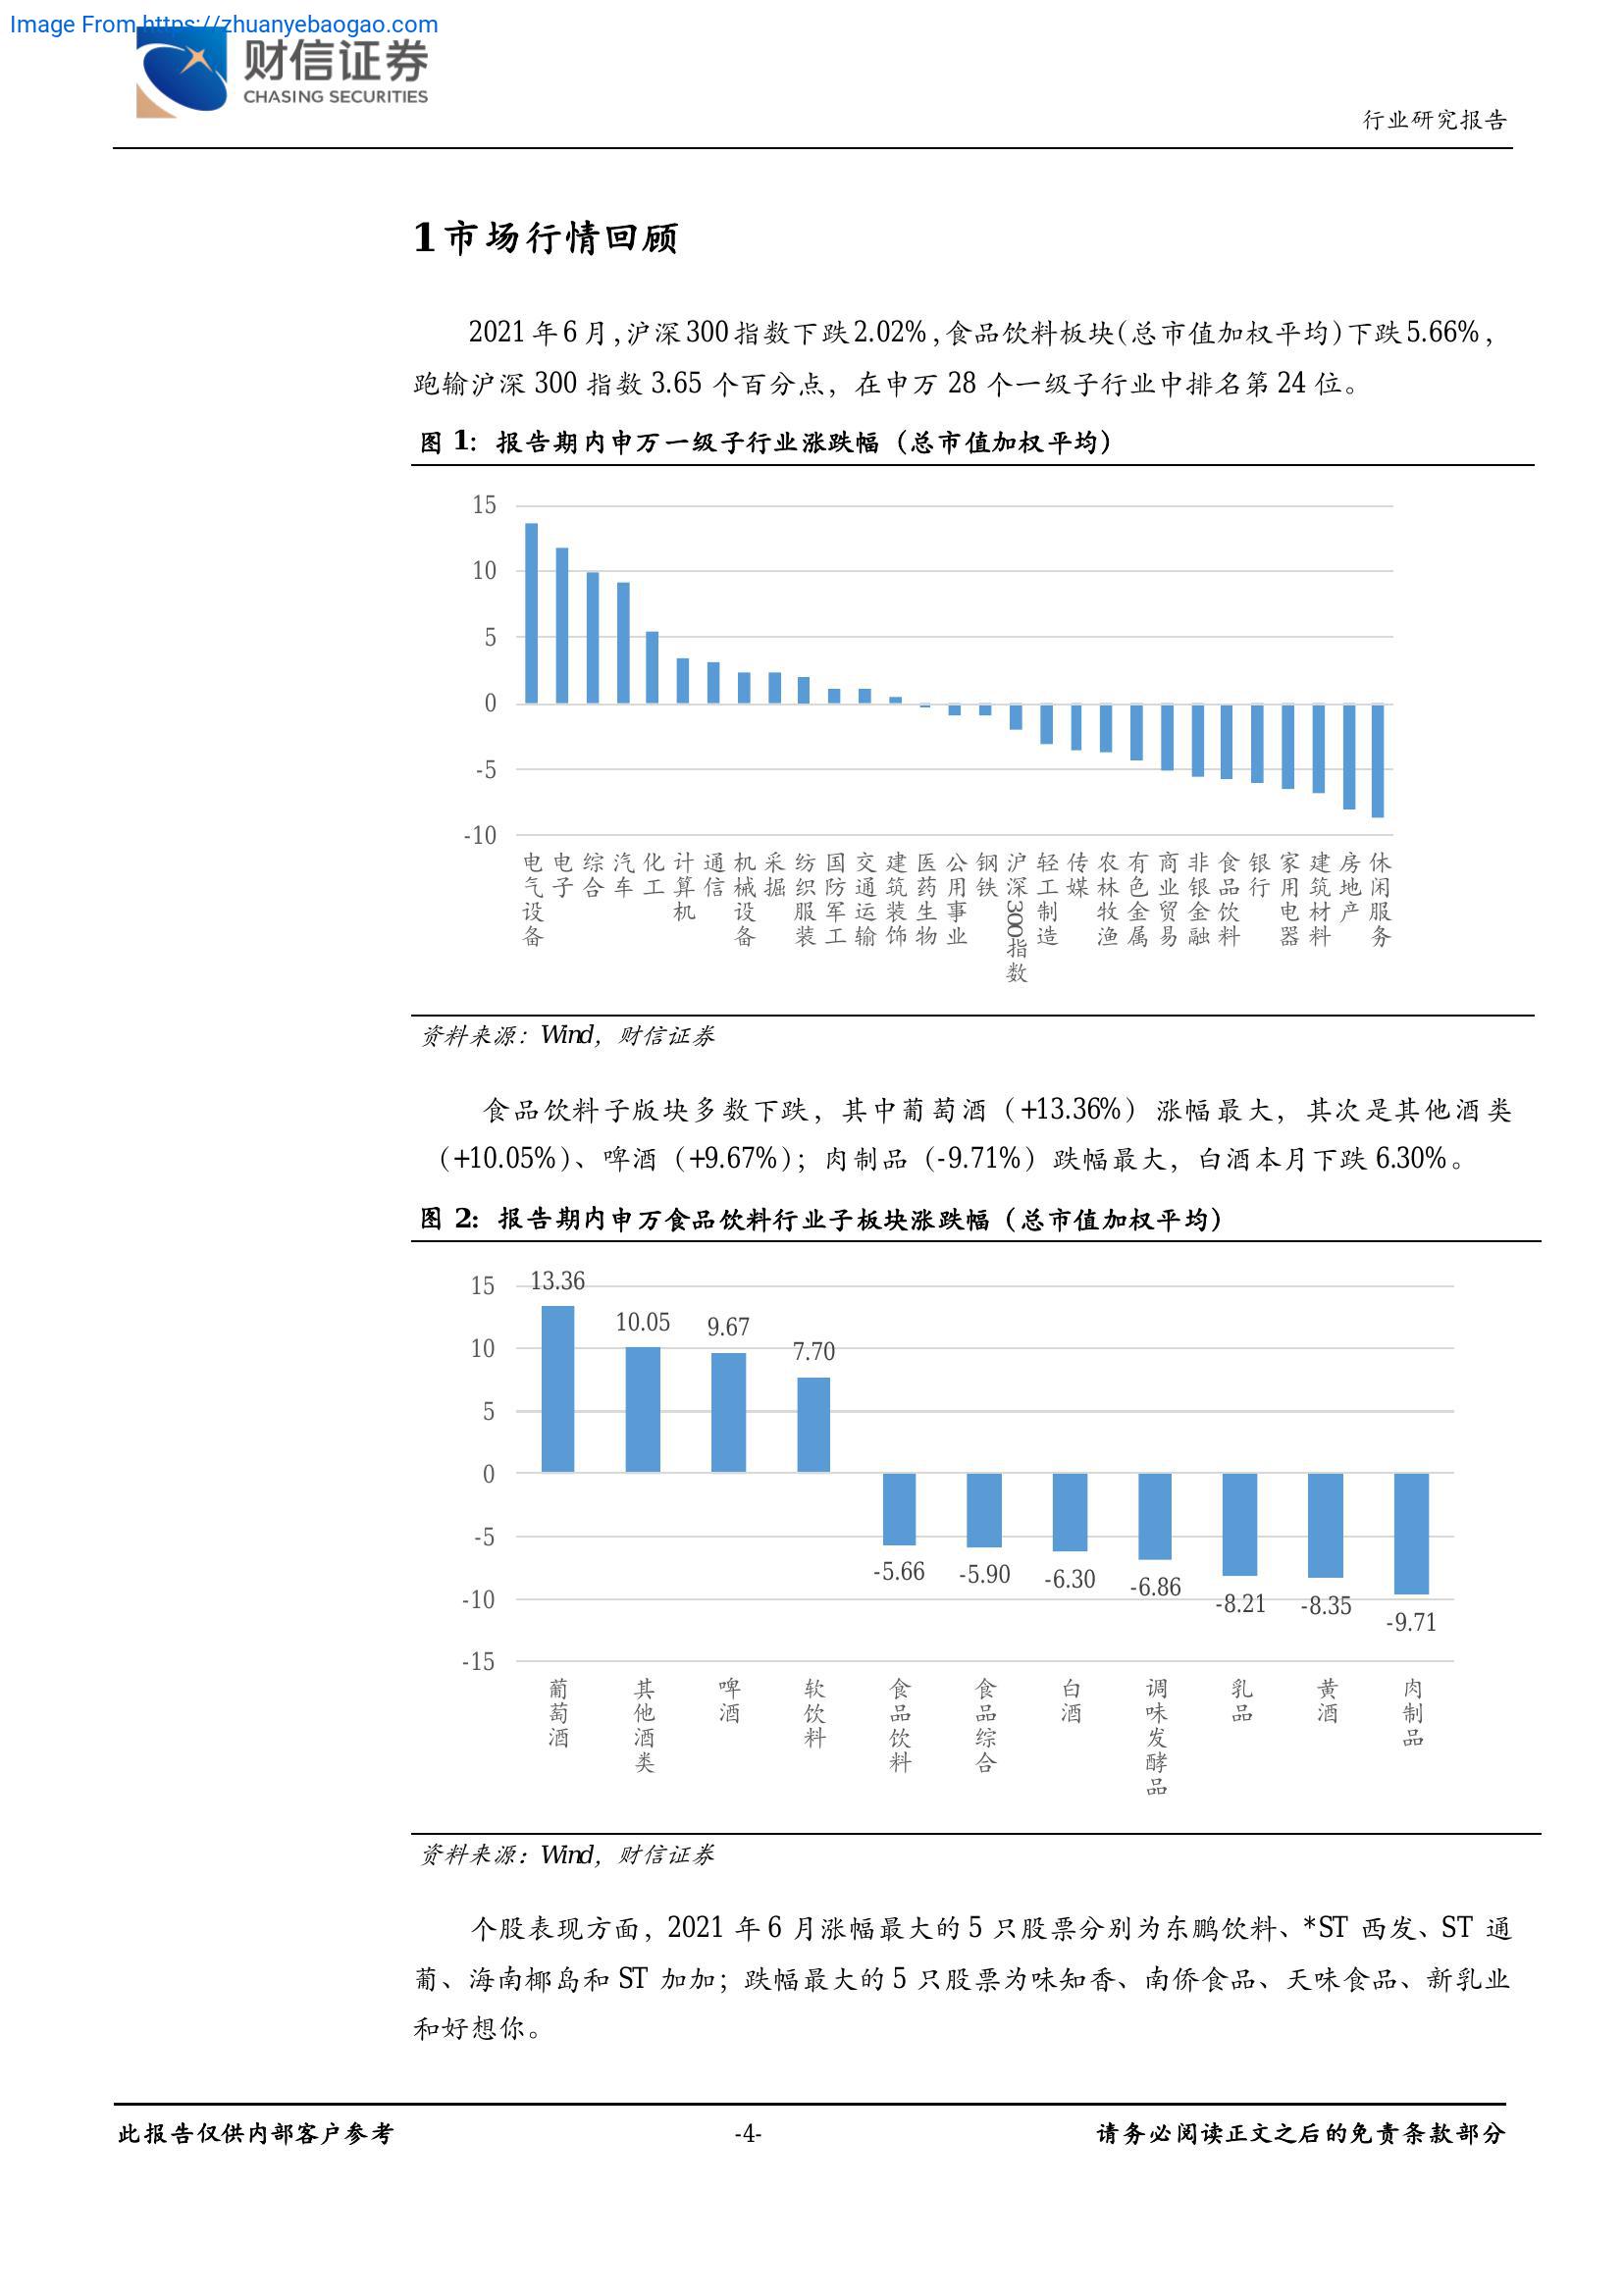 Image From https://zhuanyebaogao.com
财信证券
CHASING SECURITIES
行业研究报告
1 市场行情回顾
2021 年 6 月,沪深 300 指数下跌 2.02%,食品饮料板块(总市值加权平均)下跌 5.66%,
跑输沪深 300 指数 3.65 个百分点，在申万 28 个一级子行业中排名第 24 位。
图 1：报告期内申万一级子行业涨跌幅（总市值加权平均）
15
10
5
0
-5
-10
电气设备
电子
综合
汽车
化工
计算机
通信
机械设备
采掘
纺织服装
国防军工
交通运输
建筑装饰
医药生物
公用事业
钢铁
沪深300指数
轻工制造
传媒
农林牧渔
有色金属
商业贸易
非银金融
食品饮料
银行
家用电器
建筑材料
房地产
休闲服务
资料来源：Wind，财信证券
食品饮料子版块多数下跌，其中葡萄酒（+13.36%）涨幅最大，其次是其他酒类
（+10.05%）、啤酒（+9.67%）；肉制品（-9.71%）跌幅最大，白酒本月下跌 6.30%。
图 2：报告期内申万食品饮料行业子板块涨跌幅（总市值加权平均）
15
10
5
0
-5
-10
-15
13.36
10.05
9.67
7.70
-5.66
-5.90
-6.30
-6.86
-8.21
-8.35
-9.71
葡萄酒
其他酒类
啤酒
软饮料
食品饮料
食品综合
白酒
调味发酵品
乳品
黄酒
肉制品
资料来源：Wind，财信证券
个股表现方面，2021 年 6 月涨幅最大的 5 只股票分别为东鹏饮料、*ST 西发、ST 通
葡、海南椰岛和 ST 加加；跌幅最大的 5 只股票为味知香、南侨食品、天味食品、新乳业
和好想你。
此报告仅供内部客户参考
-4-
请务必阅读正文之后的免责条款部分